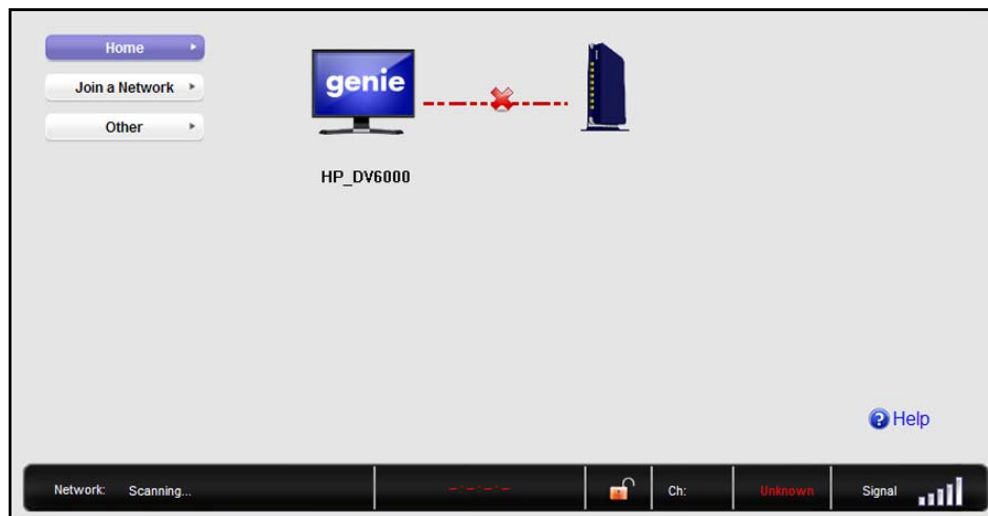 Home
Join a Network
Other
genie
HP_DV6000
Help
Network: Scanning...
-.-.-.-
Ch:
Unknown
Signal